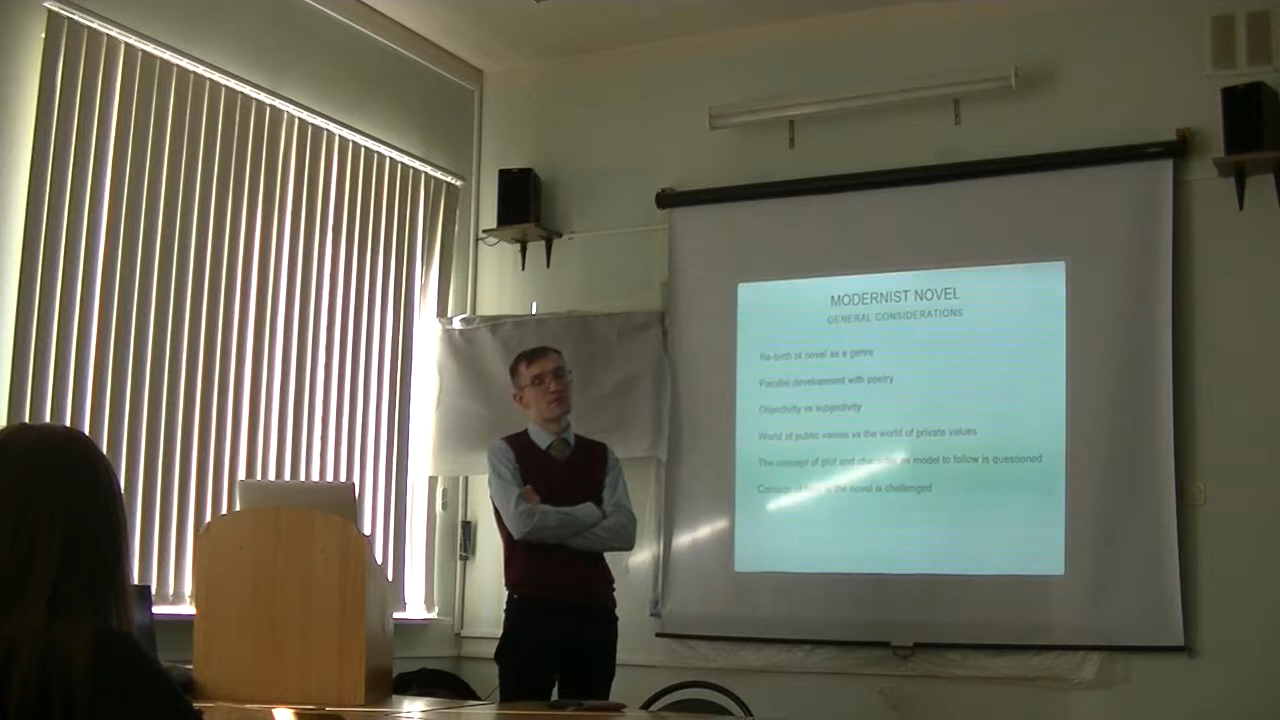 MODERNIST NOVEL
GENERAL CONSIDERATIONS
Re-birth of novel as a genre
Parallel development with poetry
Objectivity vs subjectivity
World of public values vs the world of private values
The concept of plot and character as model to follow is questioned
Concept of the novel is challenged